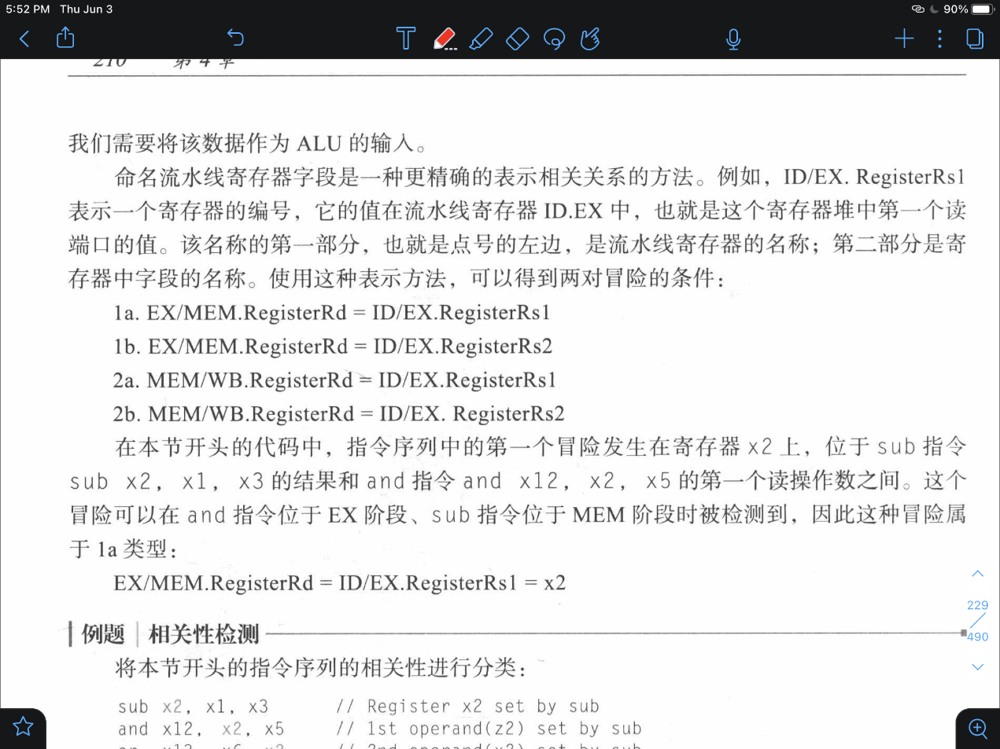 5:52 PM Thu Jun 3
90%
210 第 4 章
我们需要将该数据作为 ALU 的输入。
命名流水线寄存器字段是一种更精确的表示相关关系的方法。例如，ID/EX. RegisterRs1
表示一个寄存器的编号，它的值在流水线寄存器 ID.EX 中，也就是这个寄存器堆中第一个读
端口的值。该名称的第一部分，也就是点号的左边，是流水线寄存器的名称；第二部分是寄
存器中字段的名称。使用这种表示方法，可以得到两对冒险的条件：
1a. EX/MEM.RegisterRd = ID/EX.RegisterRs1
1b. EX/MEM.RegisterRd = ID/EX.RegisterRs2
2a. MEM/WB.RegisterRd = ID/EX.RegisterRs1
2b. MEM/WB.RegisterRd = ID/EX. RegisterRs2
在本节开头的代码中，指令序列中的第一个冒险发生在寄存器 x2 上，位于 sub 指令
sub x2, x1, x3 的结果和 and 指令 and x12, x2, x5 的第一个读操作数之间。这个
冒险可以在 and 指令位于 EX 阶段、sub 指令位于 MEM 阶段时被检测到，因此这种冒险属
于 1a 类型：
EX/MEM.RegisterRd = ID/EX.RegisterRs1 = x2
229
490
例题 相关性检测
将本节开头的指令序列的相关性进行分类：
sub x2, x1, x3 // Register x2 set by sub
and x12, x2, x5 // 1st operand(z2) set by sub